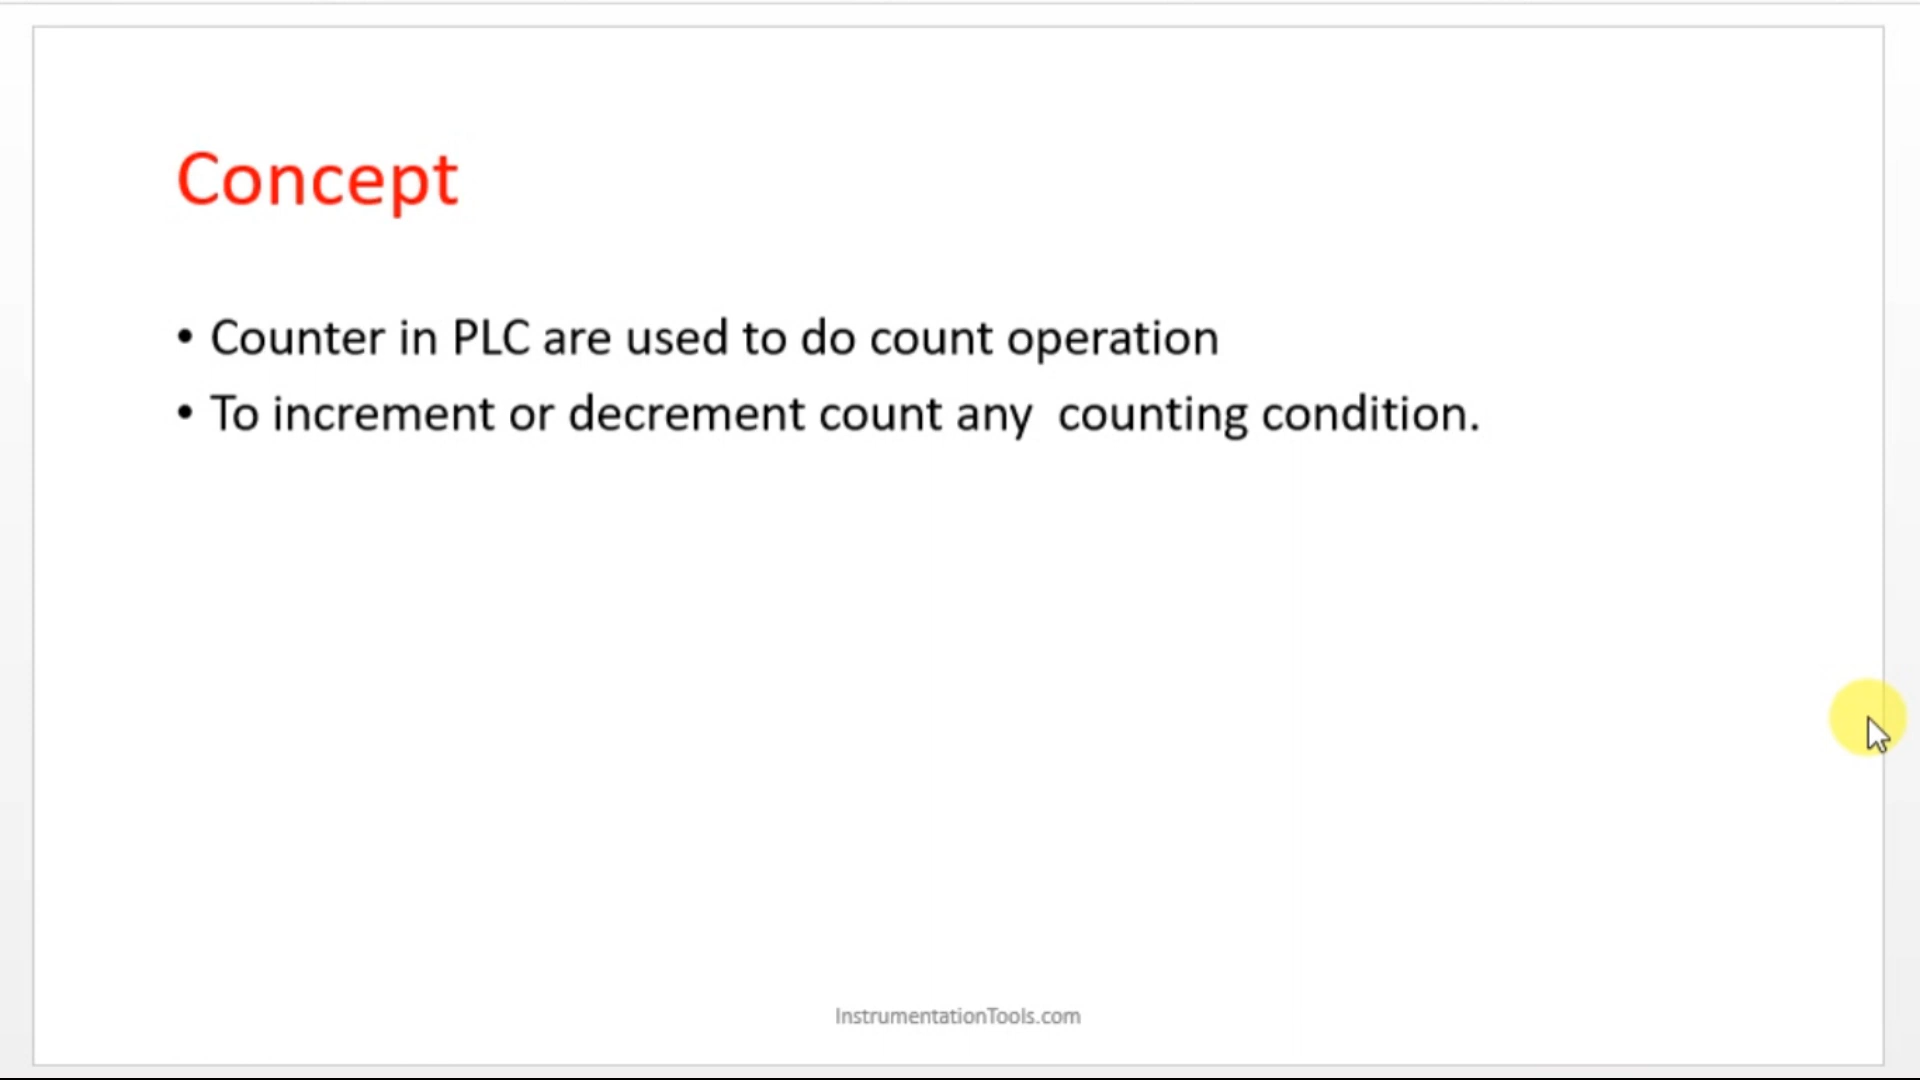 Concept
• Counter in PLC are used to do count operation
• To increment or decrement count any  counting condition.
InstrumentationTools.com